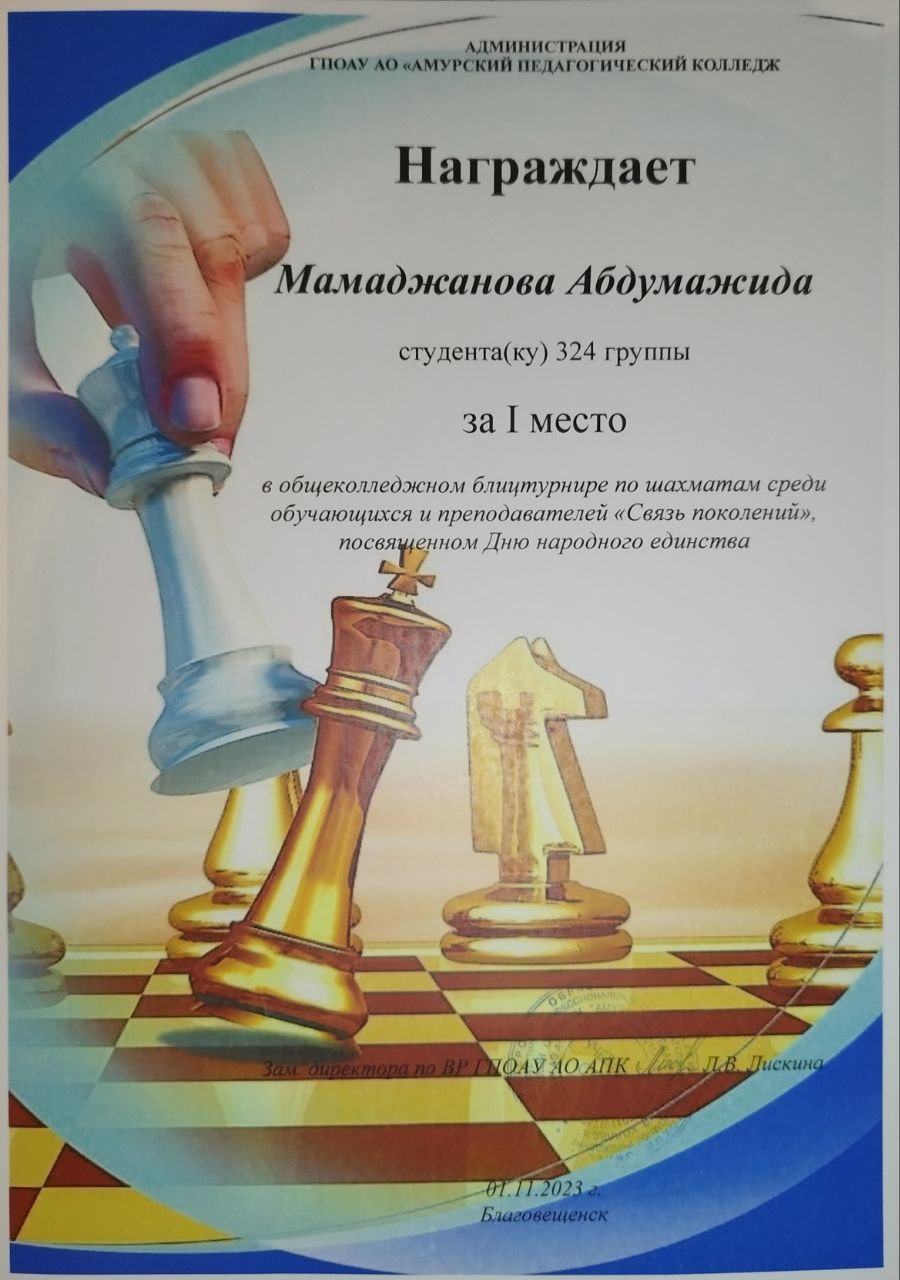 АДМИНИСТРАЦИЯ
ГПОАУ АО «АМУРСКИЙ ПЕДАГОГИЧЕСКИЙ КОЛЛЕДЖ
Награждает
Мамаджанова Абдумажида
студента(ку) 324 группы
за I место
в общеколледжном блицтурнире по шахматам среди
обучающихся и преподавателей «Связь поколений»,
посвященном Дню народного единства
Зам. директора по ВР ГПОАУ АО АПК Л.В. Лискина
01.11.2023 г.
Благовещенск